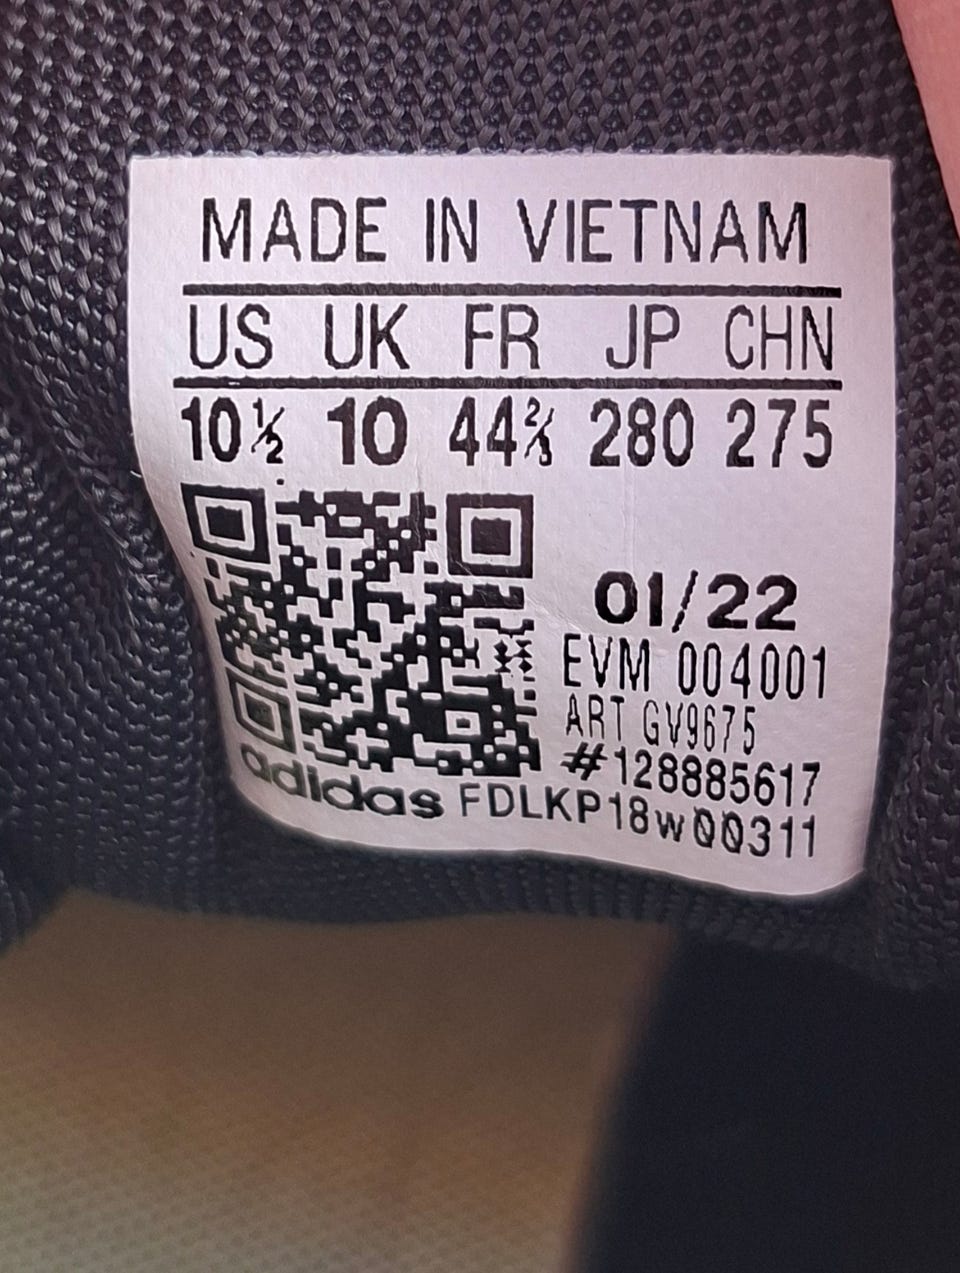 MADE IN VIETNAM
US UK FR JP CHN
10½ 10 44⅔ 280 275
01/22
EVM 004001
ART GV9675
#128885617
adidas FDLKP18w00311